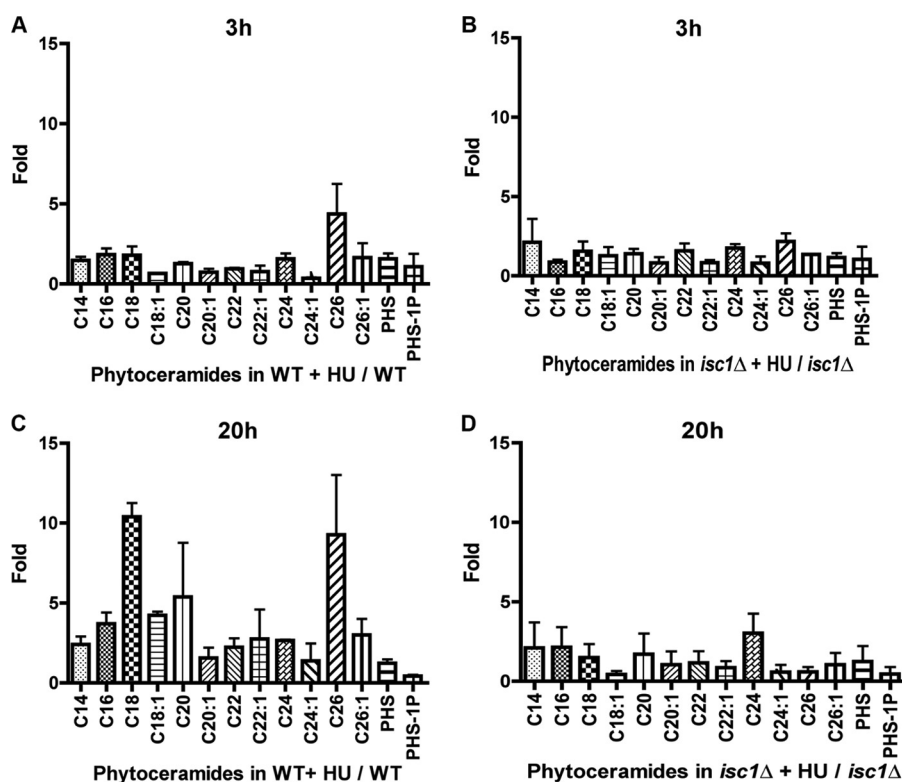 A
3h
15
10
5
0
Fold
C14
C16
C18
C18:1
C20
C20:1
C22
C22:1
C24
C24:1
C26
C26:1
PHS
PHS-1P
Phytoceramides in WT + HU / WT
B
3h
15
10
5
0
Fold
C14
C16
C18
C18:1
C20
C20:1
C22
C22:1
C24
C24:1
C26
C26:1
PHS
PHS-1P
Phytoceramides in isc1Δ + HU / isc1Δ
C
20h
15
10
5
0
Fold
C14
C16
C18
C18:1
C20
C20:1
C22
C22:1
C24
C24:1
C26
C26:1
PHS
PHS-1P
Phytoceramides in WT+ HU / WT
D
20h
15
10
5
0
Fold
C14
C16
C18
C18:1
C20
C20:1
C22
C22:1
C24
C24:1
C26
C26:1
PHS
PHS-1P
Phytoceramides in isc1Δ + HU / isc1Δ